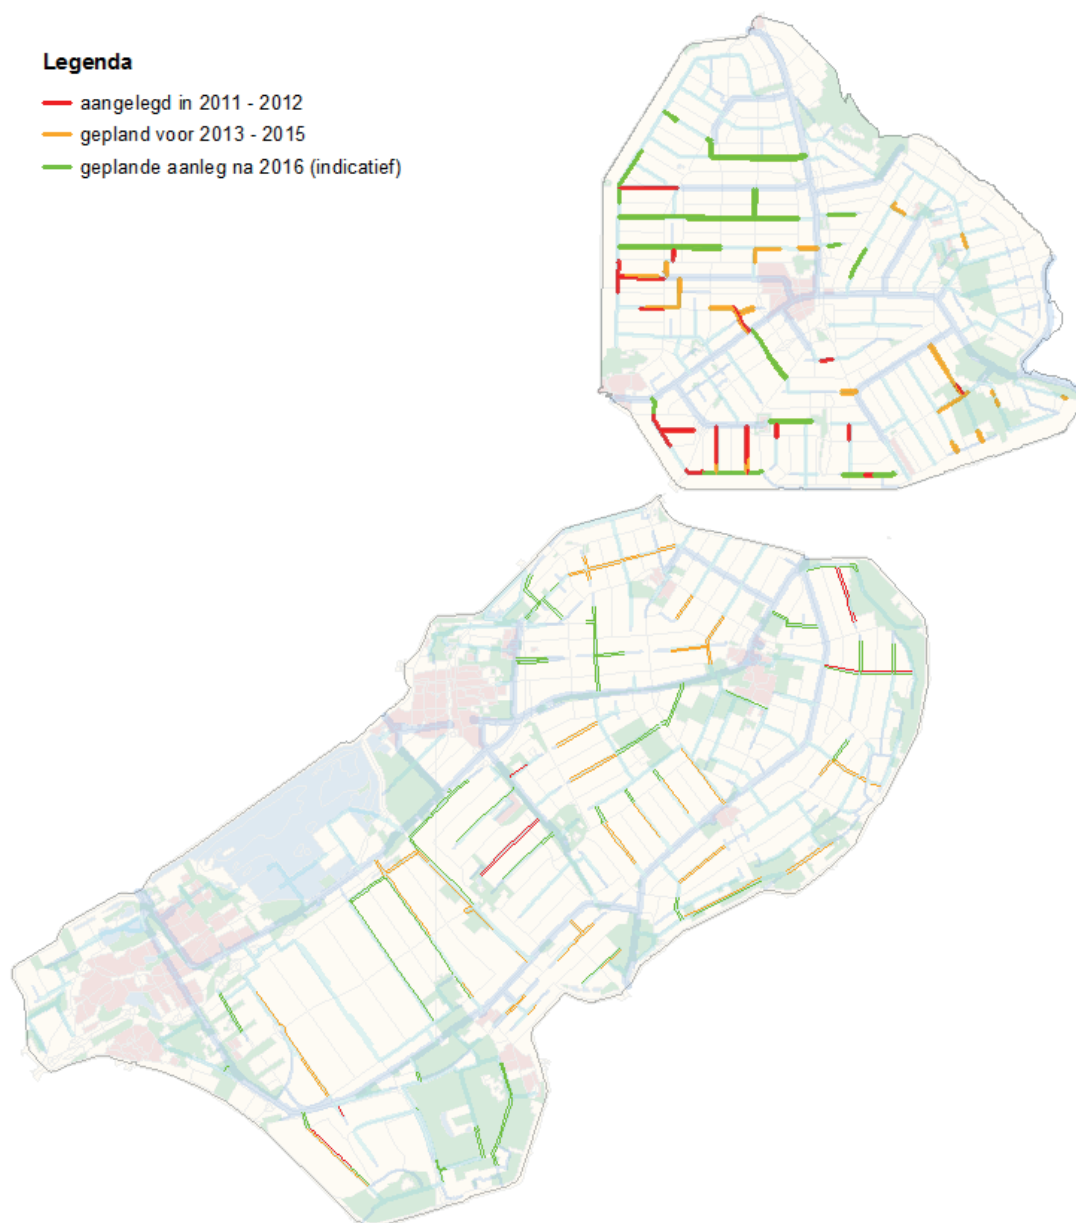 Legenda
aangelegd in 2011 - 2012
gepland voor 2013 - 2015
geplande aanleg na 2016 (indicatief)